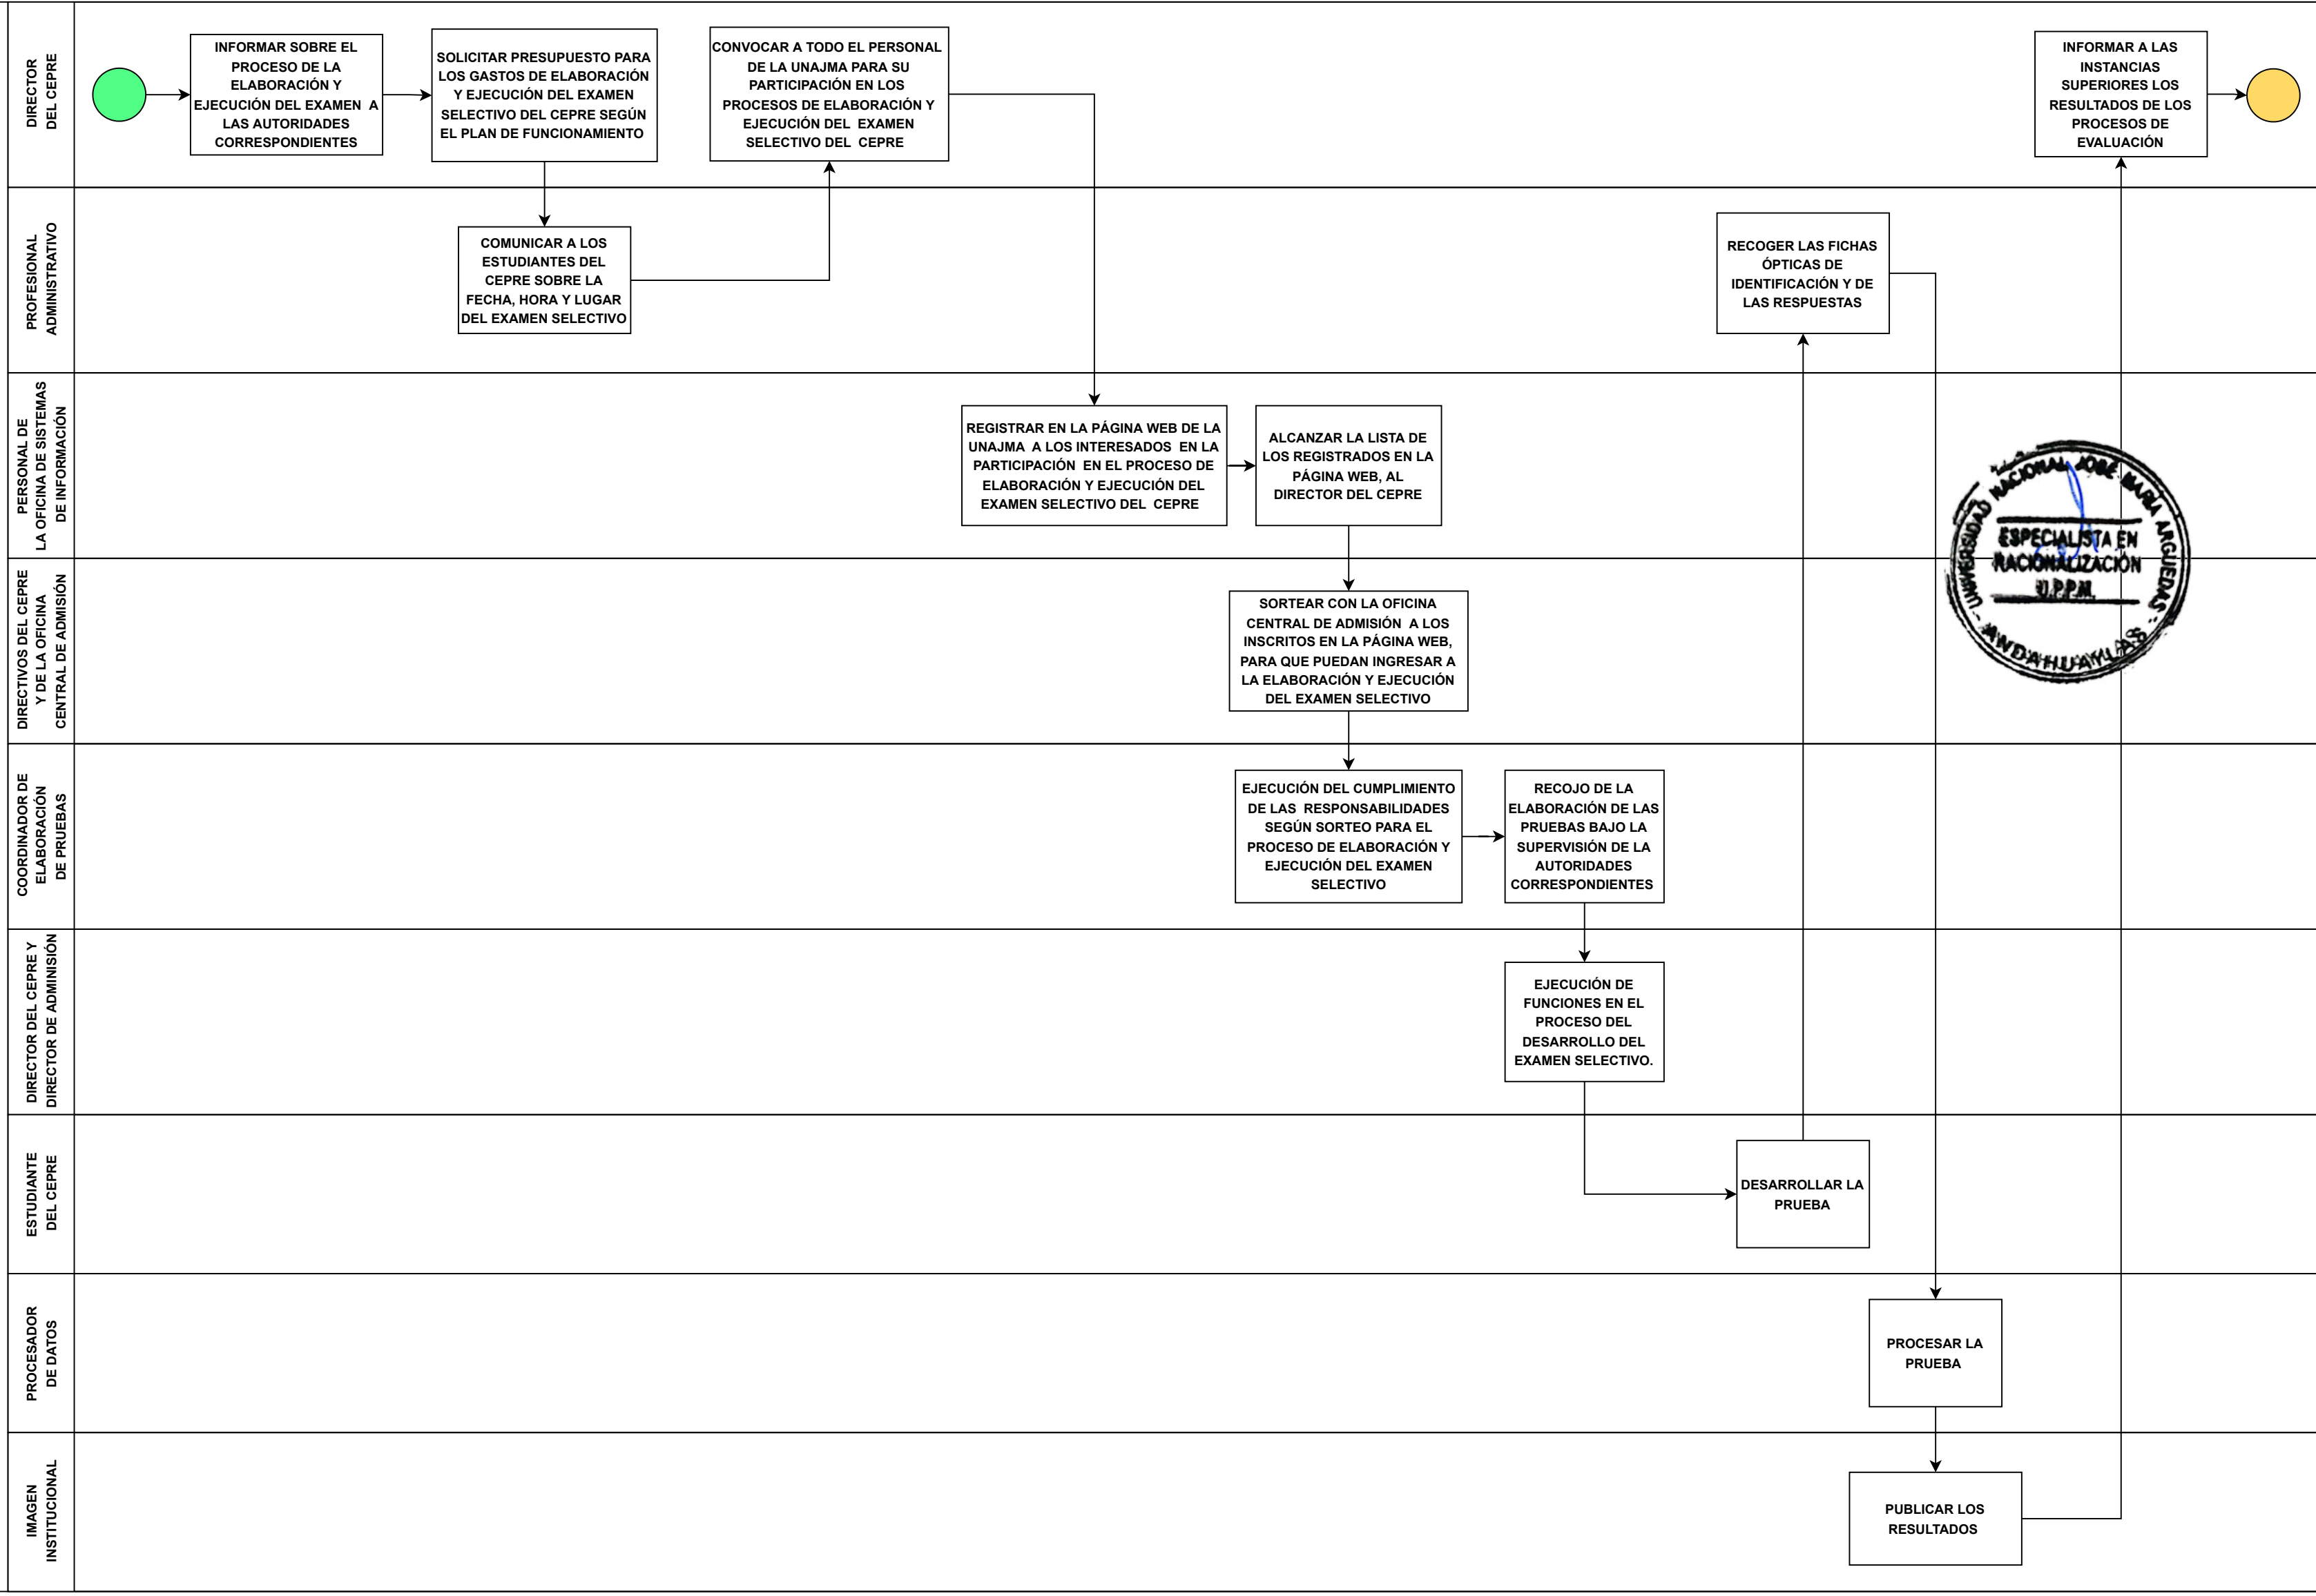 DIRECTOR
DEL CEPRE
INFORMAR SOBRE EL
PROCESO DE LA
ELABORACIÓN Y
EJECUCIÓN DEL EXAMEN A
LAS AUTORIDADES
CORRESPONDIENTES
SOLICITAR PRESUPUESTO PARA
LOS GASTOS DE ELABORACIÓN
Y EJECUCIÓN DEL EXAMEN
SELECTIVO DEL CEPRE SEGÚN
EL PLAN DE FUNCIONAMIENTO
CONVOCAR A TODO EL PERSONAL
DE LA UNAJMA PARA SU
PARTICIPACIÓN EN LOS
PROCESOS DE ELABORACIÓN Y
EJECUCIÓN DEL EXAMEN
SELECTIVO DEL CEPRE
INFORMAR A LAS
INSTANCIAS
SUPERIORES LOS
RESULTADOS DE LOS
PROCESOS DE
EVALUACIÓN
PROFESIONAL
ADMINISTRATIVO
COMUNICAR A LOS
ESTUDIANTES DEL
CEPRE SOBRE LA
FECHA, HORA Y LUGAR
DEL EXAMEN SELECTIVO
RECOGER LAS FICHAS
ÓPTICAS DE
IDENTIFICACIÓN Y DE
LAS RESPUESTAS
PERSONAL DE
LA OFICINA DE SISTEMAS
DE INFORMACIÓN
REGISTRAR EN LA PÁGINA WEB DE LA
UNAJMA A LOS INTERESADOS EN LA
PARTICIPACIÓN EN EL PROCESO DE
ELABORACIÓN Y EJECUCIÓN DEL
EXAMEN SELECTIVO DEL CEPRE
ALCANZAR LA LISTA DE
LOS REGISTRADOS EN LA
PÁGINA WEB, AL
DIRECTOR DEL CEPRE
UNIVERSIDAD NACIONAL JOSÉ MARÍA ARGUEDAS
ESPECIALISTA EN
RACIONALIZACIÓN
U.P.P.M.
- ANDAHUAYLAS -
DIRECTIVOS DEL CEPRE
Y DE LA OFICINA
CENTRAL DE ADMISIÓN
SORTEAR CON LA OFICINA
CENTRAL DE ADMISIÓN A LOS
INSCRITOS EN LA PÁGINA WEB,
PARA QUE PUEDAN INGRESAR A
LA ELABORACIÓN Y EJECUCIÓN
DEL EXAMEN SELECTIVO
COORDINADOR DE
ELABORACIÓN
DE PRUEBAS
EJECUCIÓN DEL CUMPLIMIENTO
DE LAS RESPONSABILIDADES
SEGÚN SORTEO PARA EL
PROCESO DE ELABORACIÓN Y
EJECUCIÓN DEL EXAMEN
SELECTIVO
RECOJO DE LA
ELABORACIÓN DE LAS
PRUEBAS BAJO LA
SUPERVISIÓN DE LA
AUTORIDADES
CORRESPONDIENTES
DIRECTOR DEL CEPRE Y
DIRECTOR DE ADMINISIÓN
EJECUCIÓN DE
FUNCIONES EN EL
PROCESO DEL
DESARROLLO DEL
EXAMEN SELECTIVO.
ESTUDIANTE
DEL CEPRE
DESARROLLAR LA
PRUEBA
PROCESADOR
DE DATOS
PROCESAR LA
PRUEBA
IMAGEN
INSTITUCIONAL
PUBLICAR LOS
RESULTADOS